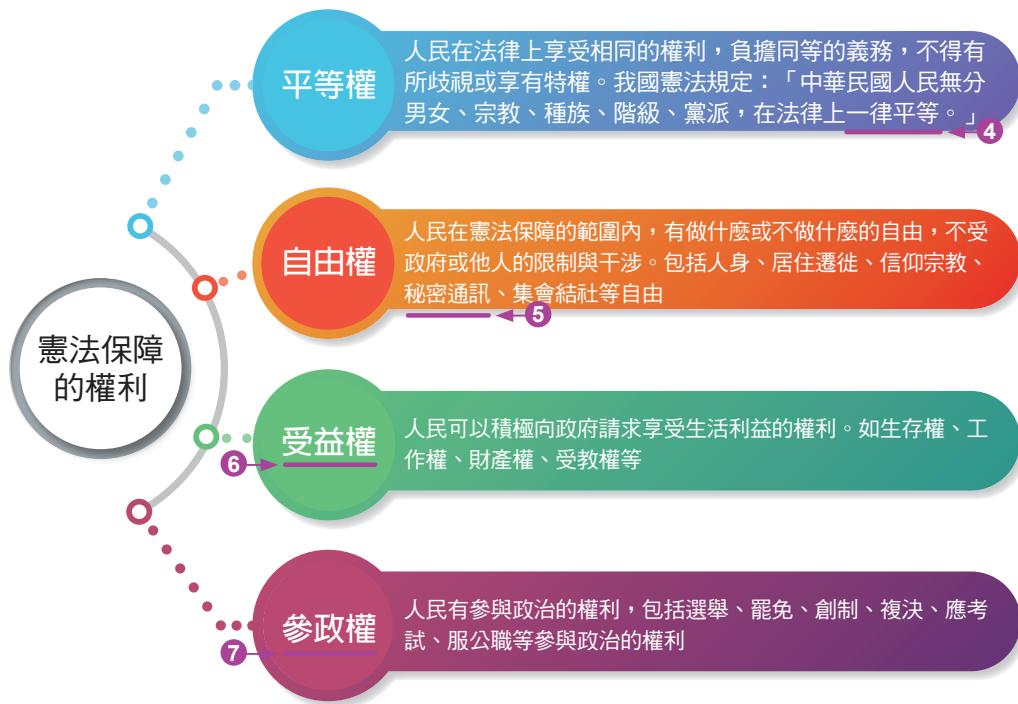 平等權
人民在法律上享受相同的權利，負擔同等的義務，不得有
所歧視或享有特權。我國憲法規定：「中華民國人民無分
男女、宗教、種族、階級、黨派，在法律上一律平等。」
4
自由權
人民在憲法保障的範圍內，有做什麼或不做什麼的自由，不受
政府或他人的限制與干涉。包括人身、居住遷徙、信仰宗教、
秘密通訊、集會結社等自由
5
憲法保障
的權利
受益權
人民可以積極向政府請求享受生活利益的權利。如生存權、工
作權、財產權、受教權等
6
參政權
人民有參與政治的權利，包括選舉、罷免、創制、複決、應考
試、服公職等參與政治的權利
7